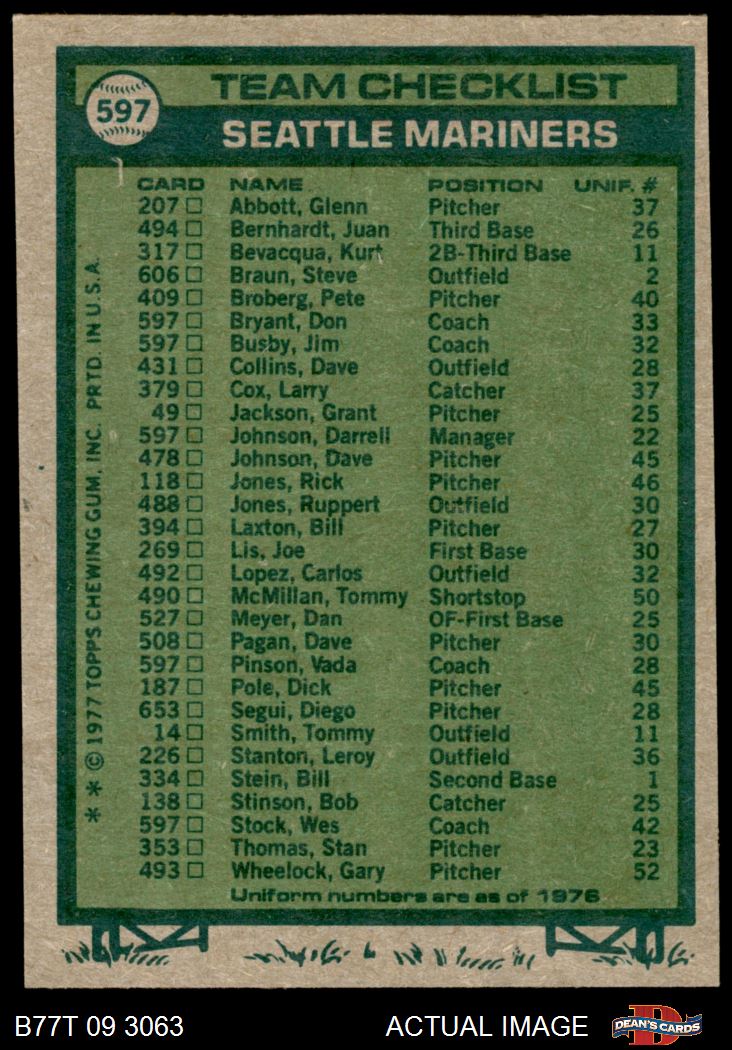 597
TEAM CHECKLIST
SEATTLE MARINERS
CARD NAME POSITION UNIF. #
207 Abbott, Glenn Pitcher 37
494 Bernhardt, Juan Third Base 26
317 Bevacqua, Kurt 2B-Third Base 11
606 Braun, Steve Outfield 2
409 Broberg, Pete Pitcher 40
597 Bryant, Don Coach 33
597 Busby, Jim Coach 32
431 Collins, Dave Outfield 28
379 Cox, Larry Catcher 37
49 Jackson, Grant Pitcher 25
597 Johnson, Darrell Manager 22
478 Johnson, Dave Pitcher 45
118 Jones, Rick Pitcher 46
488 Jones, Ruppert Outfield 30
394 Laxton, Bill Pitcher 27
269 Lis, Joe First Base 30
492 Lopez, Carlos Outfield 32
490 McMillan, Tommy Shortstop 50
527 Meyer, Dan OF-First Base 25
508 Pagan, Dave Pitcher 30
597 Pinson, Vada Coach 28
187 Pole, Dick Pitcher 45
653 Segui, Diego Pitcher 28
14 Smith, Tommy Outfield 11
226 Stanton, Leroy Outfield 36
334 Stein, Bill Second Base 1
138 Stinson, Bob Catcher 25
597 Stock, Wes Coach 42
353 Thomas, Stan Pitcher 23
493 Wheelock, Gary Pitcher 52
Uniform numbers are as of 1976
* * © 1977 TOPPS CHEWING GUM, INC. PRTD. IN U.S.A.
B77T 09 3063 ACTUAL IMAGE
D
DEAN'S CARDS